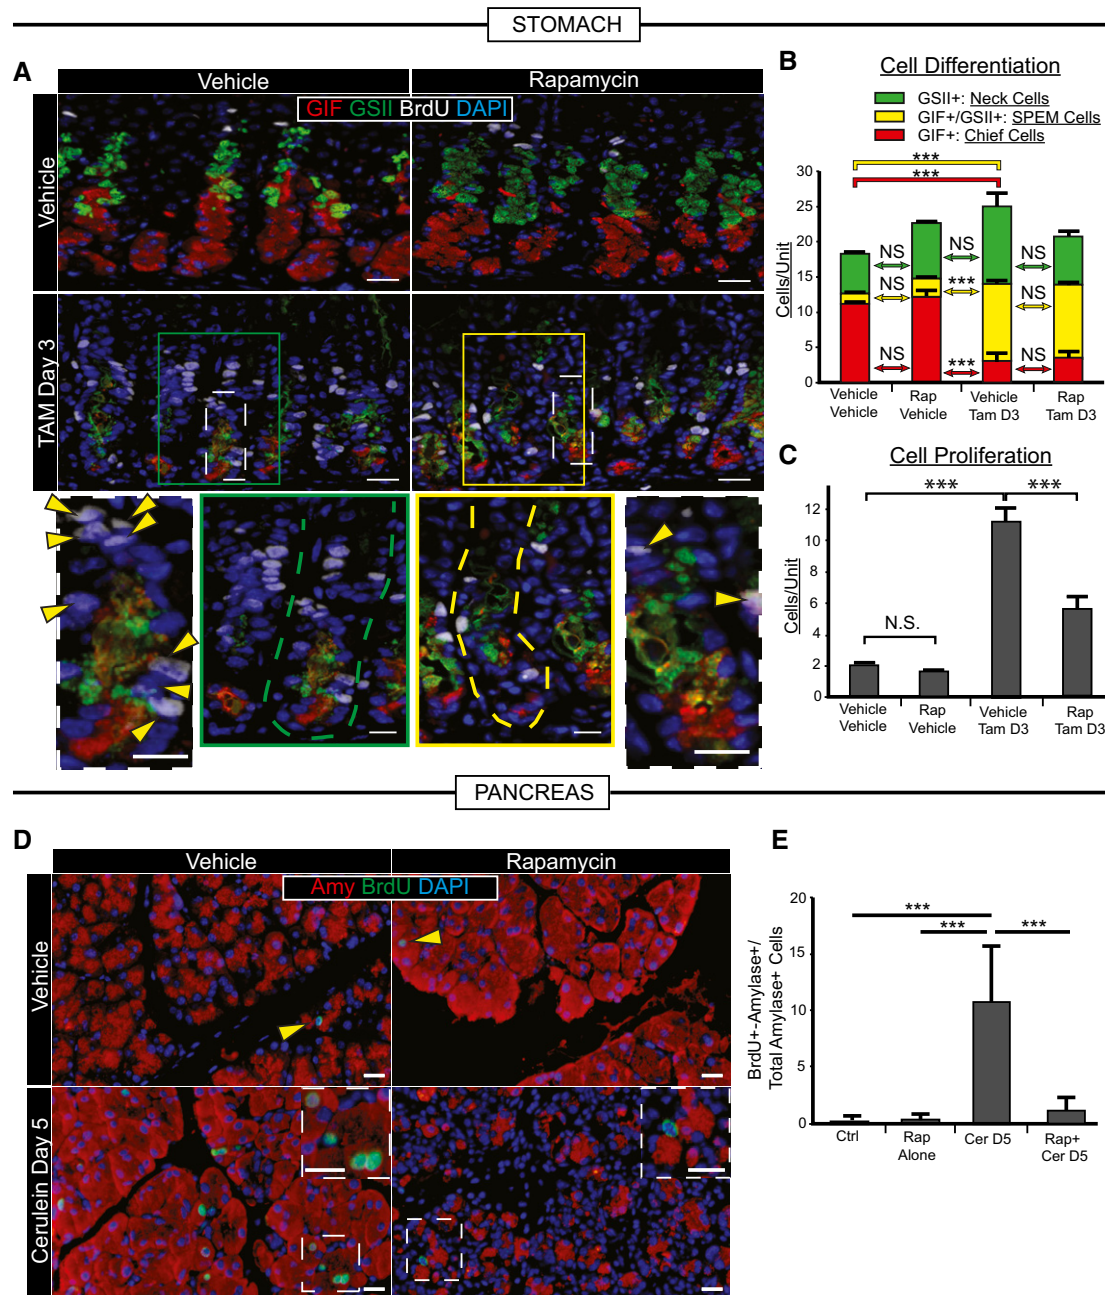 STOMACH
A
Vehicle
Rapamycin
GIF GSII BrdU DAPI
Vehicle
TAM Day 3
B
Cell Differentiation
GSII+: Neck Cells
GIF+/GSII+: SPEM Cells
GIF+: Chief Cells
***
***
30
25
20
15
10
5
0
Cells/Unit
NS
NS
NS
NS
***
NS
NS
***
NS
Vehicle Rap Vehicle Rap
Vehicle Vehicle Tam D3 Tam D3
C
Cell Proliferation
*** ***
12
10
8
6
4
2
0
Cells/Unit
N.S.
Vehicle Rap Vehicle Rap
Vehicle Vehicle Tam D3 Tam D3
PANCREAS
D
Vehicle
Rapamycin
Amy BrdU DAPI
Vehicle
Cerulein Day 5
E
20
15
10
5
0
BrdU+-Amylase+/
Total Amylase+ Cells
***
*** ***
Ctrl Rap Cer D5 Rap+
Alone Cer D5